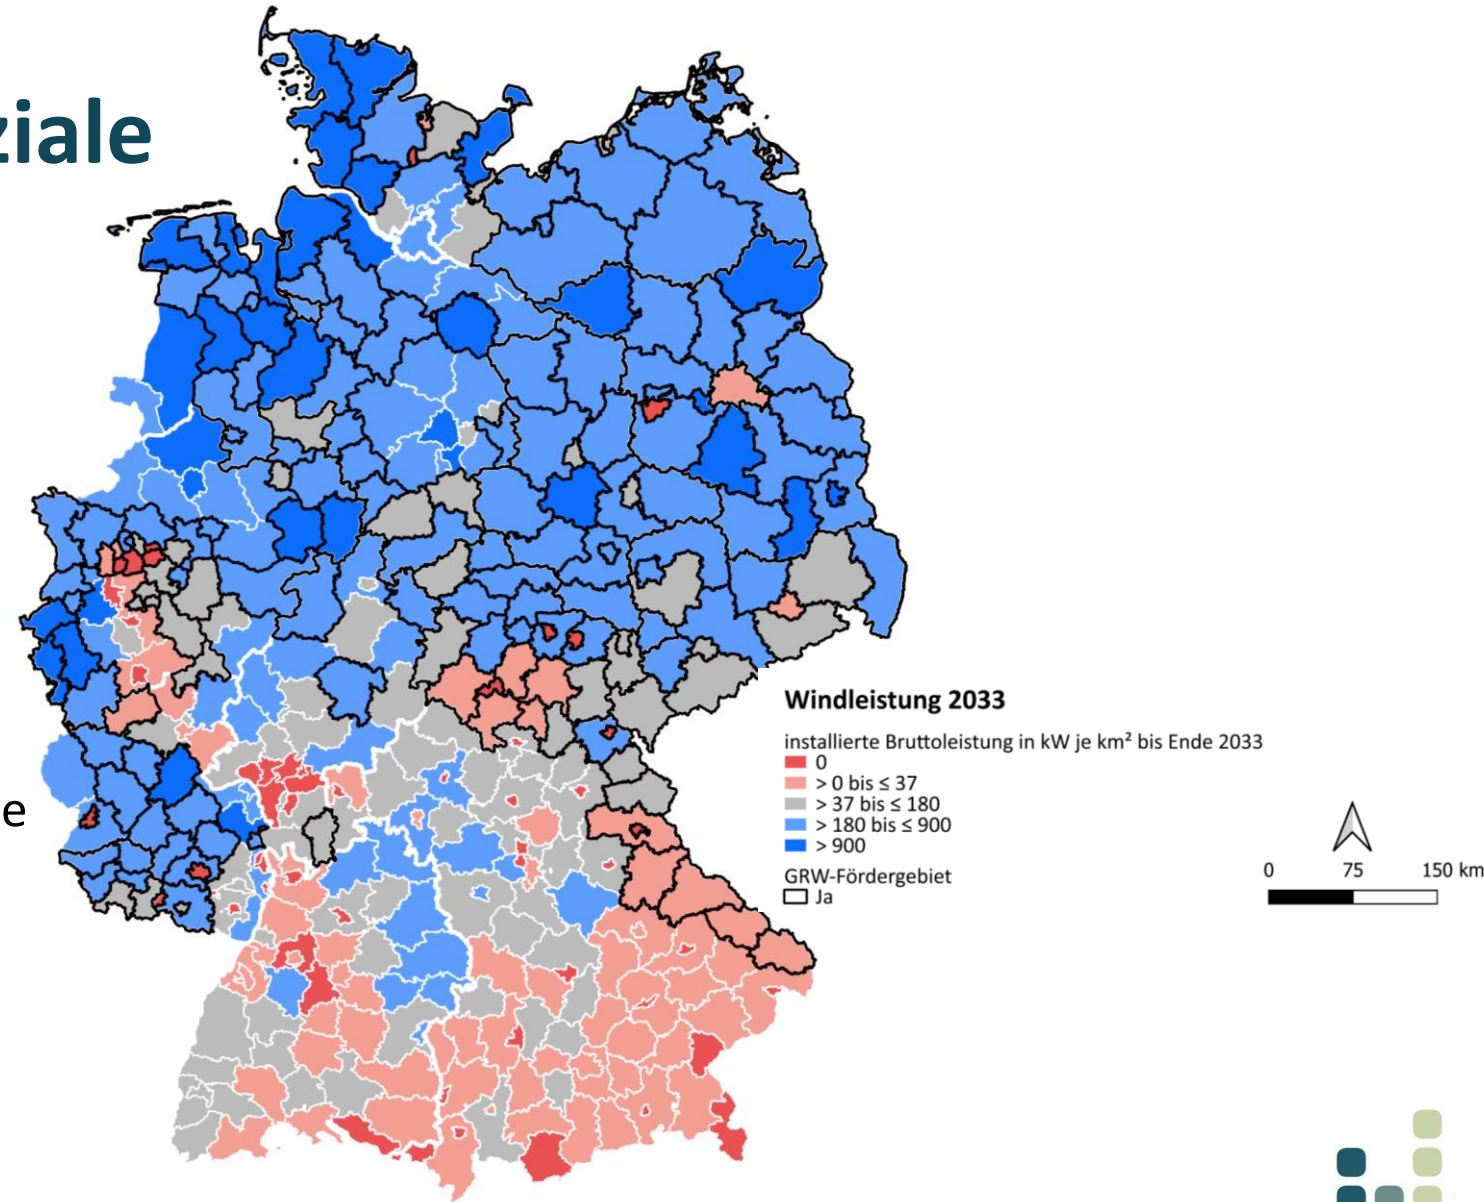 ziale
e
Windleistung 2033
installierte Bruttoleistung in kW je km² bis Ende 2033
0
> 0 bis ≤ 37
> 37 bis ≤ 180
> 180 bis ≤ 900
> 900
GRW-Fördergebiet
Ja
0 75 150 km